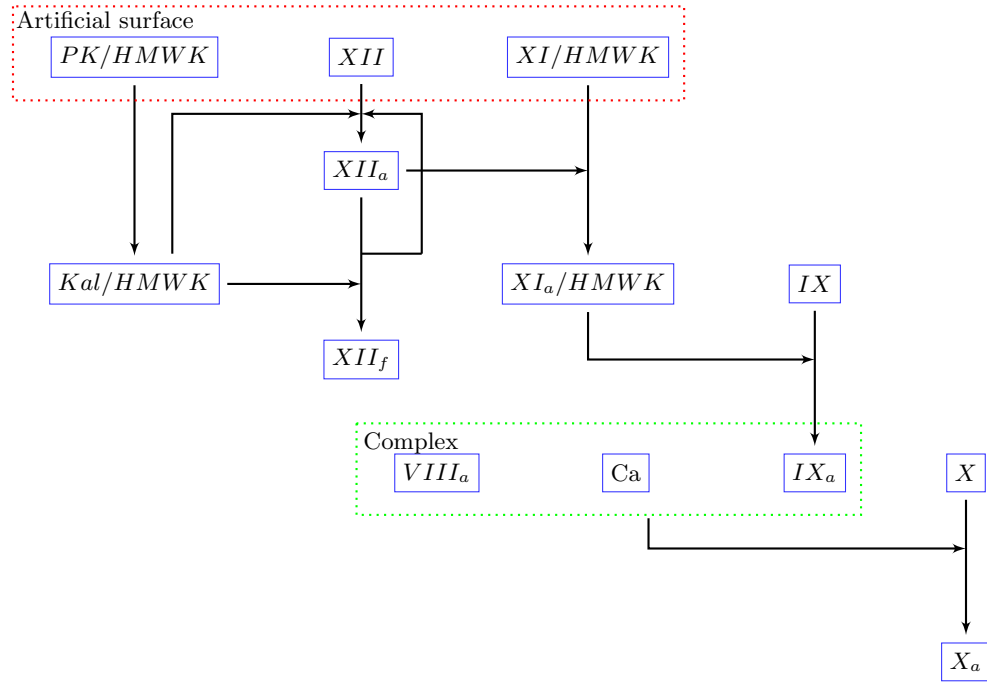 Artificial surface
PK/HMWK
XII
XI/HMWK
XII_a
Kal/HMWK
XI_a/HMWK
IX
XII_f
Complex
VIII_a
Ca
IX_a
X
X_a